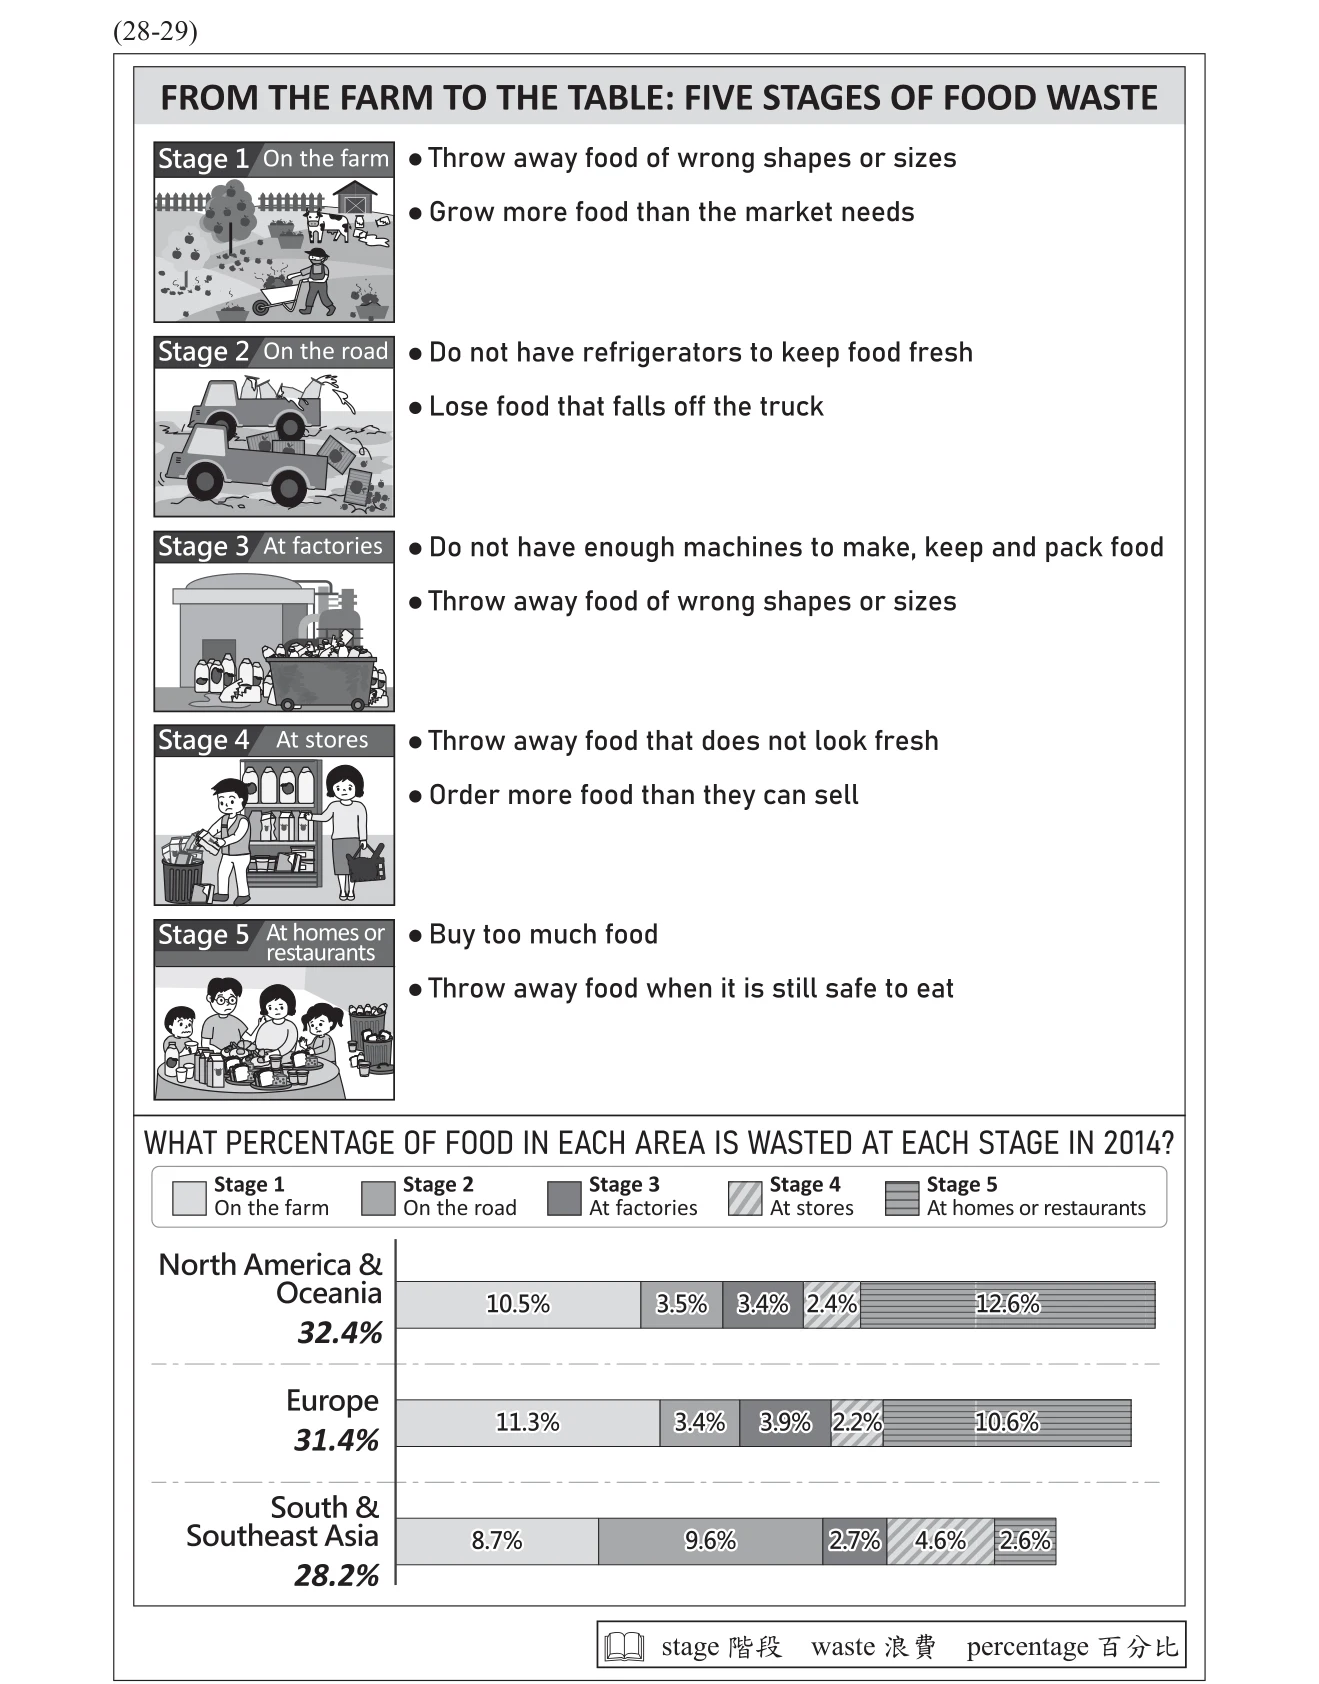 (28-29)
FROM THE FARM TO THE TABLE: FIVE STAGES OF FOOD WASTE
Stage 1 On the farm
● Throw away food of wrong shapes or sizes
● Grow more food than the market needs
Stage 2 On the road
● Do not have refrigerators to keep food fresh
● Lose food that falls off the truck
Stage 3 At factories
● Do not have enough machines to make, keep and pack food
● Throw away food of wrong shapes or sizes
Stage 4 At stores
● Throw away food that does not look fresh
● Order more food than they can sell
Stage 5 At homes or
restaurants
● Buy too much food
● Throw away food when it is still safe to eat
WHAT PERCENTAGE OF FOOD IN EACH AREA IS WASTED AT EACH STAGE IN 2014?
Stage 1
On the farm
Stage 2
On the road
Stage 3
At factories
Stage 4
At stores
Stage 5
At homes or restaurants
North America &
Oceania
32.4%
10.5% 3.5% 3.4% 2.4% 12.6%
Europe
31.4%
11.3% 3.4% 3.9% 2.2% 10.6%
South &
Southeast Asia
28.2%
8.7% 9.6% 2.7% 4.6% 2.6%
stage 階段 waste 浪費 percentage 百分比